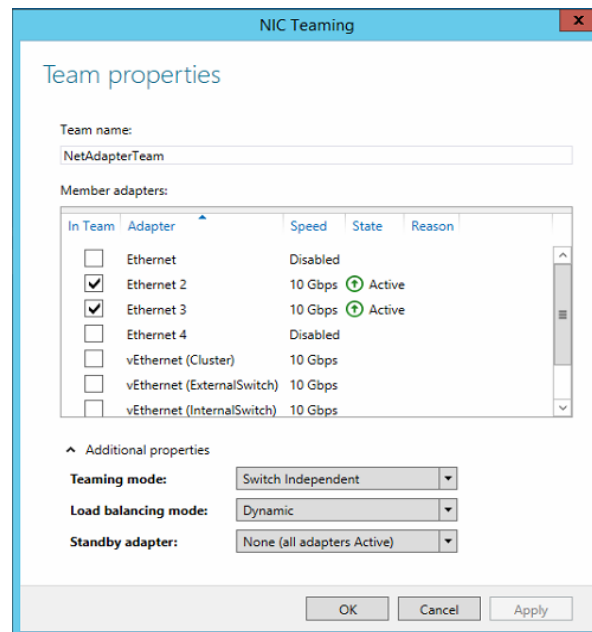 NIC Teaming
x
Team properties
Team name:
NetAdapterTeam
Member adapters:
In Team Adapter Speed State Reason
Ethernet Disabled
Ethernet 2 10 Gbps Active
Ethernet 3 10 Gbps Active
Ethernet 4 Disabled
vEthernet (Cluster) 10 Gbps
vEthernet (ExternalSwitch) 10 Gbps
vEthernet (InternalSwitch) 10 Gbps
Additional properties
Teaming mode: Switch Independent
Load balancing mode: Dynamic
Standby adapter: None (all adapters Active)
OK Cancel Apply